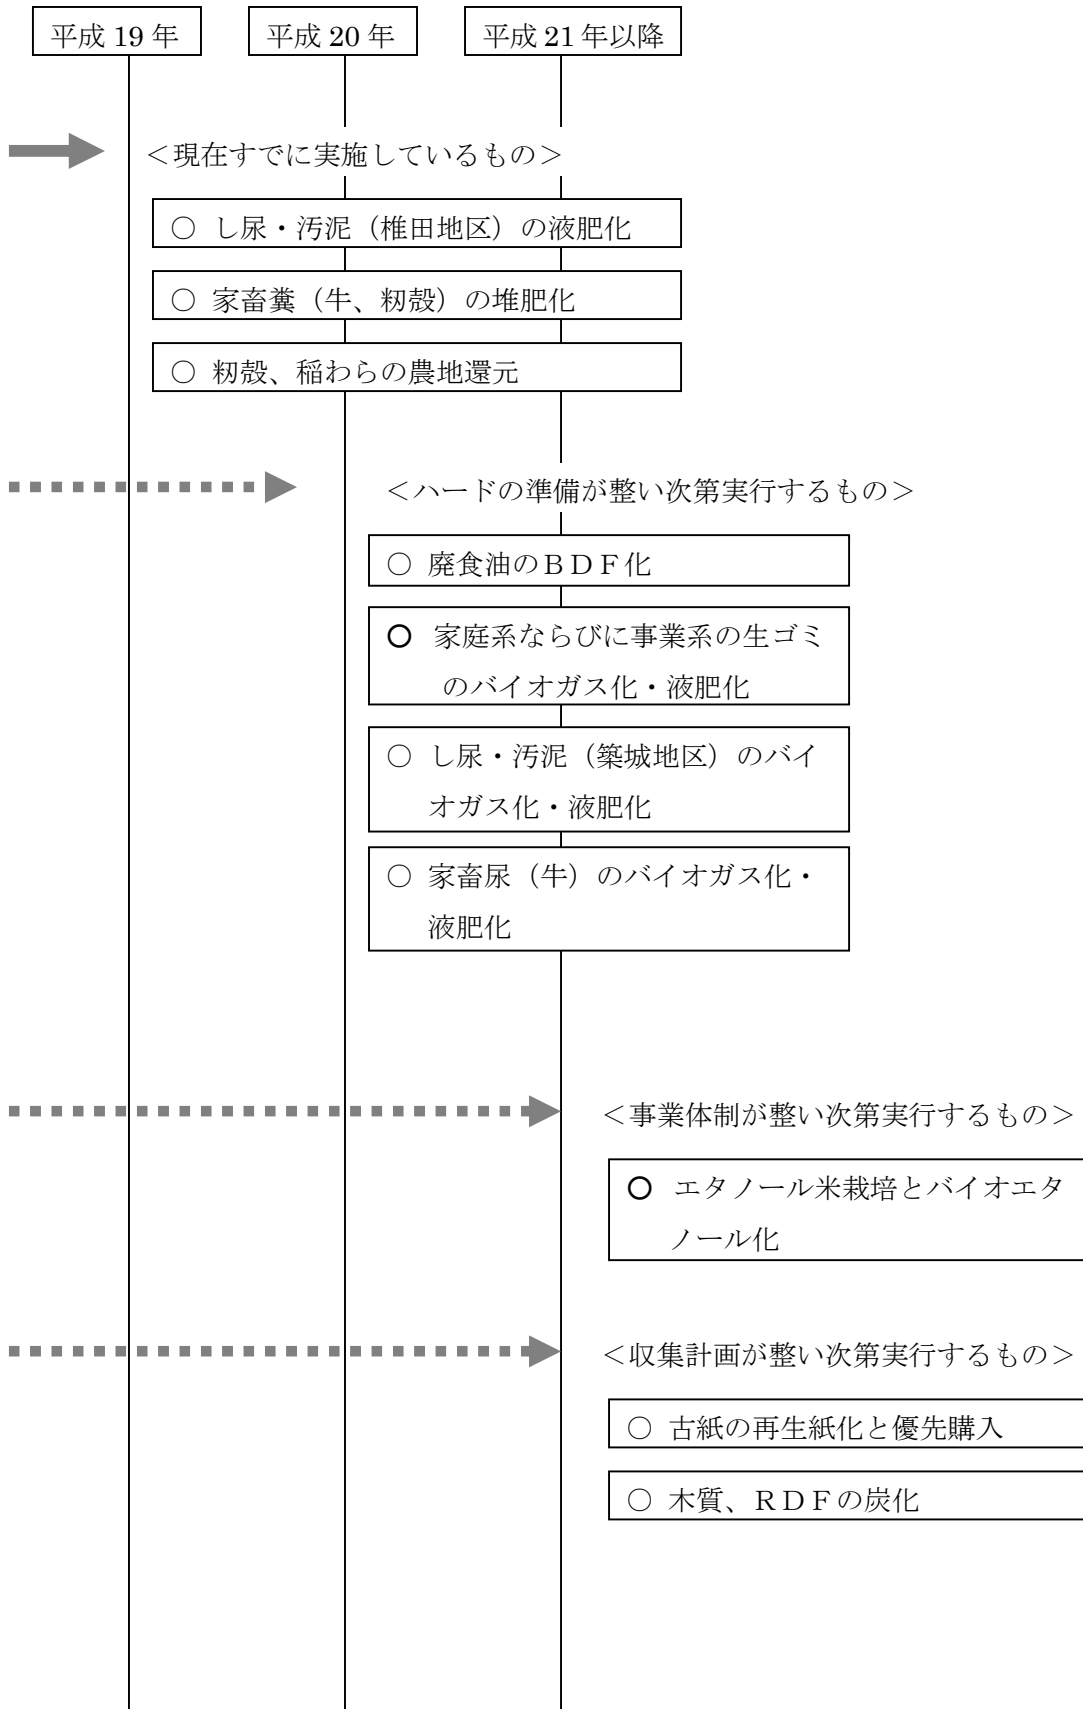 平成 19 年
平成 20 年
平成 21 年以降
＜現在すでに実施しているもの＞
○ し尿・汚泥（椎田地区）の液肥化
○ 家畜糞（牛、籾殻）の堆肥化
○ 籾殻、稲わらの農地還元
＜ハードの準備が整い次第実行するもの＞
○ 廃食油のＢＤＦ化
○ 家庭系ならびに事業系の生ゴミ
のバイオガス化・液肥化
○ し尿・汚泥（築城地区）のバイ
オガス化・液肥化
○ 家畜尿（牛）のバイオガス化・
液肥化
＜事業体制が整い次第実行するもの＞
○ エタノール米栽培とバイオエタ
ノール化
＜収集計画が整い次第実行するもの＞
○ 古紙の再生紙化と優先購入
○ 木質、ＲＤＦの炭化